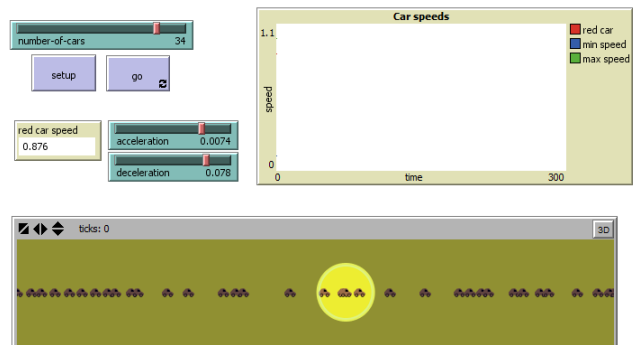 number-of-cars 34
setup
go
red car speed
0.876
acceleration 0.0074
deceleration 0.078
Car speeds
1.1
speed
0
0
time
300
red car
min speed
max speed
ticks: 0
3D